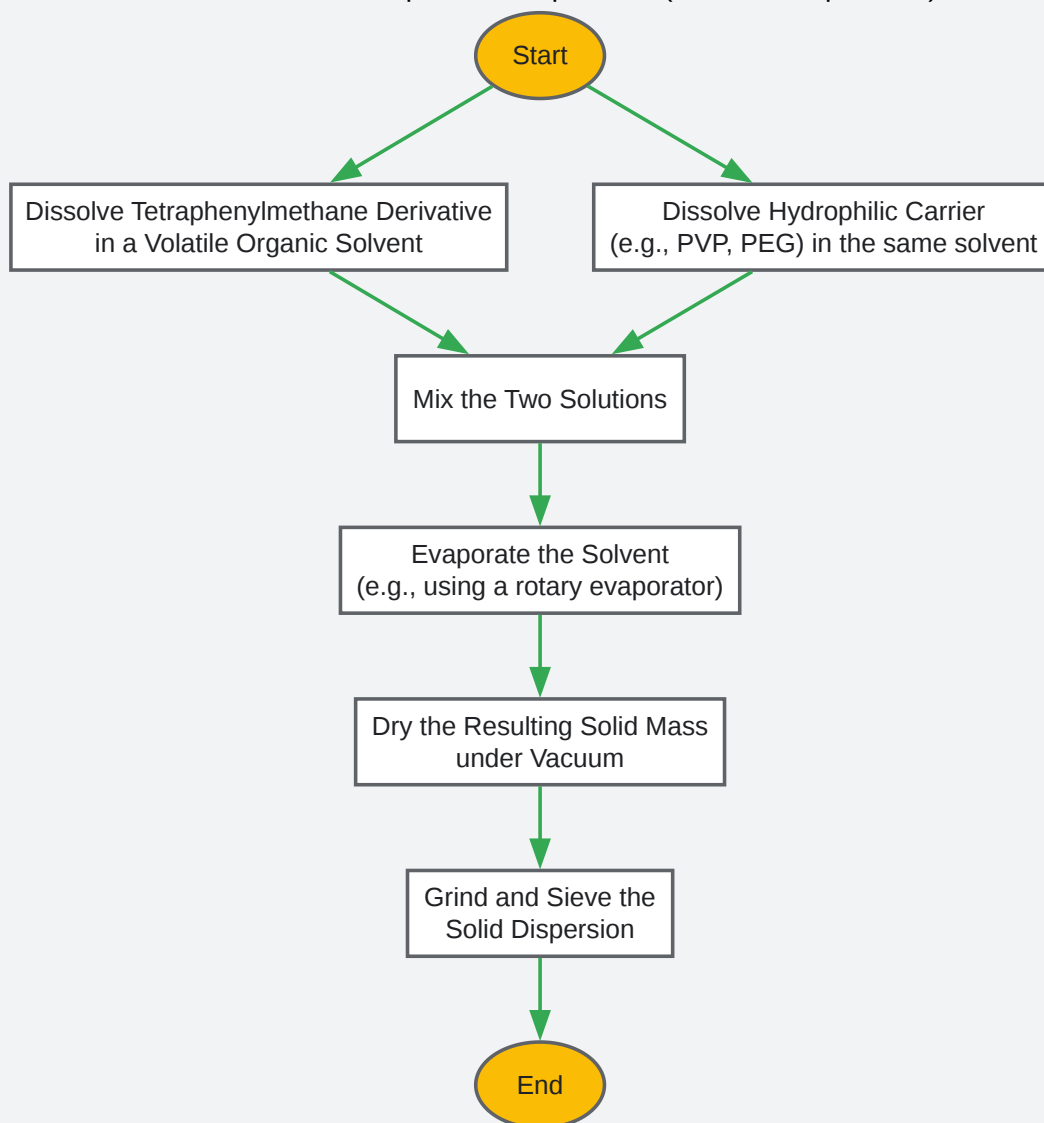 Start
Dissolve Tetraphenylmethane Derivative
in a Volatile Organic Solvent
Dissolve Hydrophilic Carrier
(e.g., PVP, PEG) in the same solvent
Mix the Two Solutions
Evaporate the Solvent
(e.g., using a rotary evaporator)
Dry the Resulting Solid Mass
under Vacuum
Grind and Sieve the
Solid Dispersion
End